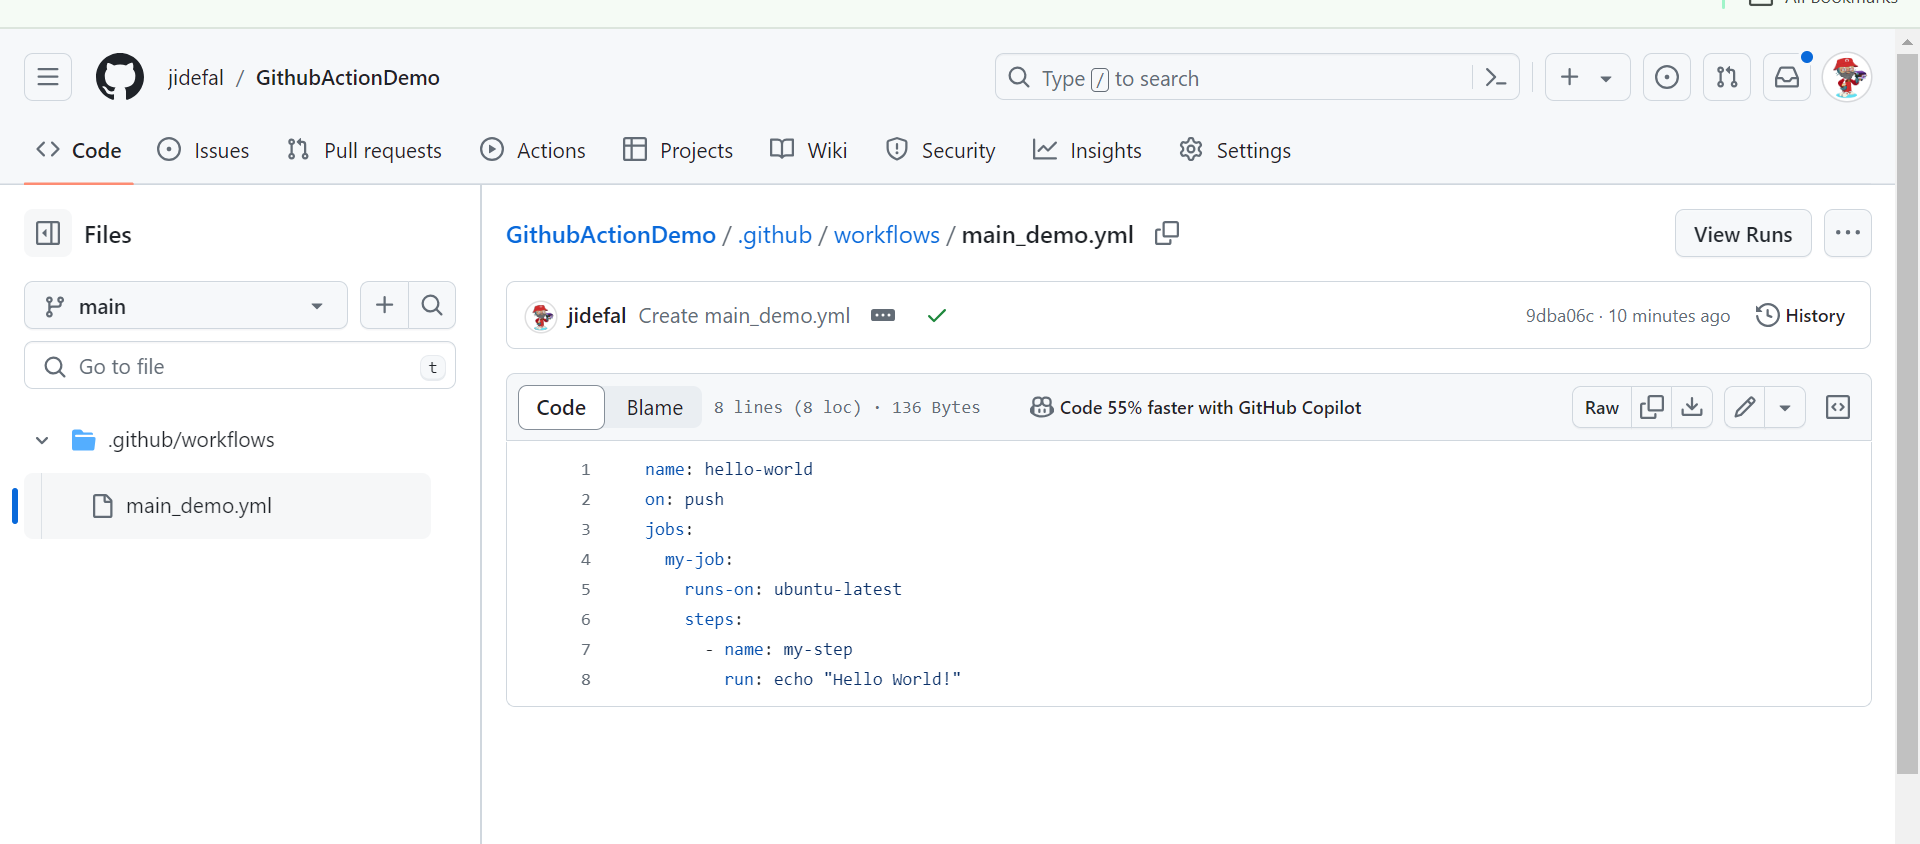 All Bookmarks
jidefal / GithubActionDemo
Type / to search
Code Issues Pull requests Actions Projects Wiki Security Insights Settings
Files
GithubActionDemo / .github / workflows / main_demo.yml
View Runs
main
jidefal Create main_demo.yml
9dba06c · 10 minutes ago History
Go to file t
Code Blame 8 lines (8 loc) · 136 Bytes Code 55% faster with GitHub Copilot Raw
.github/workflows
main_demo.yml
1 name: hello-world
2 on: push
3 jobs:
4   my-job:
5     runs-on: ubuntu-latest
6     steps:
7       - name: my-step
8         run: echo "Hello World!"